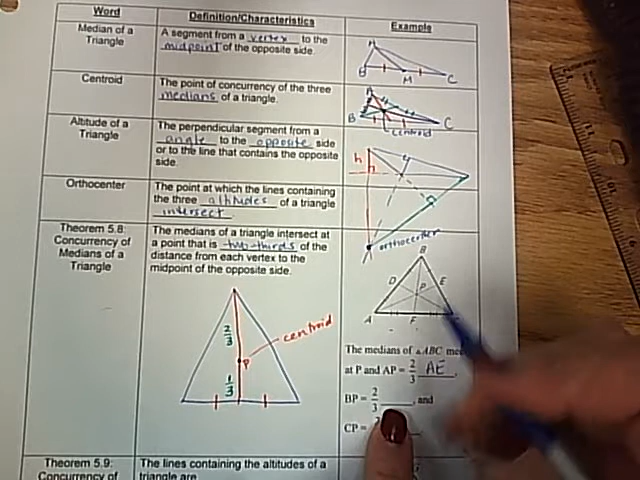 Word
Definition/Characteristics
Example
Median of a
Triangle
A segment from a vertex to the
midpoint of the opposite side.
A
B
M
C
Centroid
The point of concurrency of the three
medians of a triangle.
A
B
C
centroid
Altitude of a
Triangle
The perpendicular segment from a
angle to the opposite side
or to the line that contains the opposite
side.
h
Orthocenter
The point at which the lines containing
the three altitudes of a triangle
intersect
orthocenter
Theorem 5.8:
Concurrency of
Medians of a
Triangle
The medians of a triangle intersect at
a point that is two-thirds of the
distance from each vertex to the
midpoint of the opposite side.
2/3
1/3
P
centroid
B
D
E
P
A
F
The medians of △ABC
at P and AP = 2/3 AE
BP = 2/3 ____, and
CP =
Theorem 5.9:
Concurrency of
The lines containing the altitudes of a
triangle are